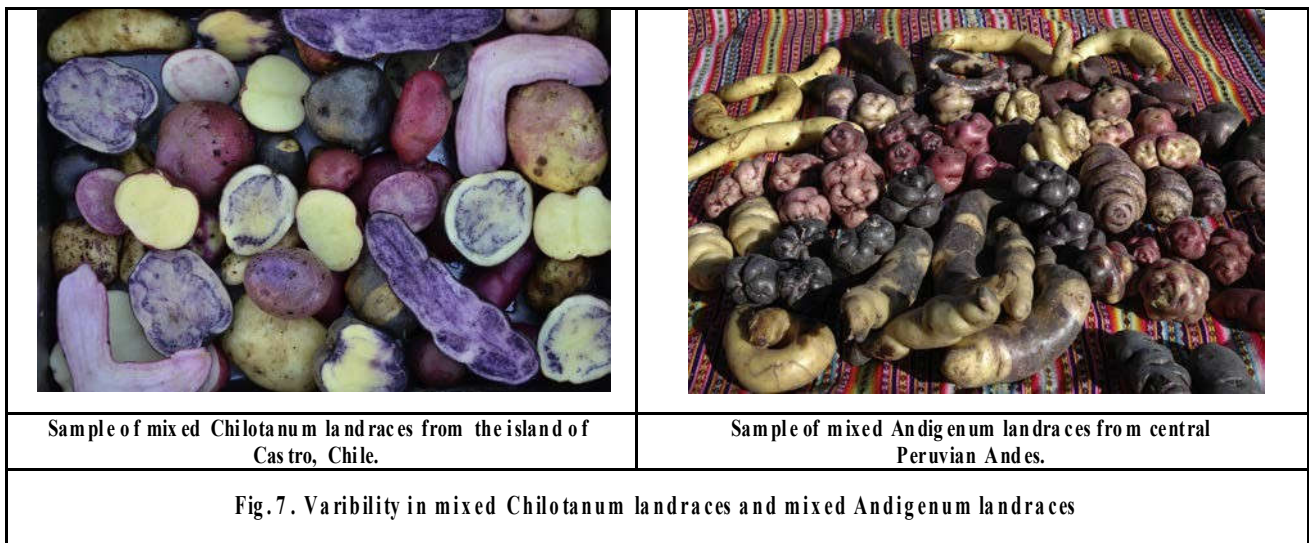 Sample of mixed Chilotanum landraces from the island of
Castro, Chile.
Sample of mixed Andigenum landraces from central
Peruvian Andes.
Fig. 7. Varibility in mixed Chilotanum landraces and mixed Andigenum landraces